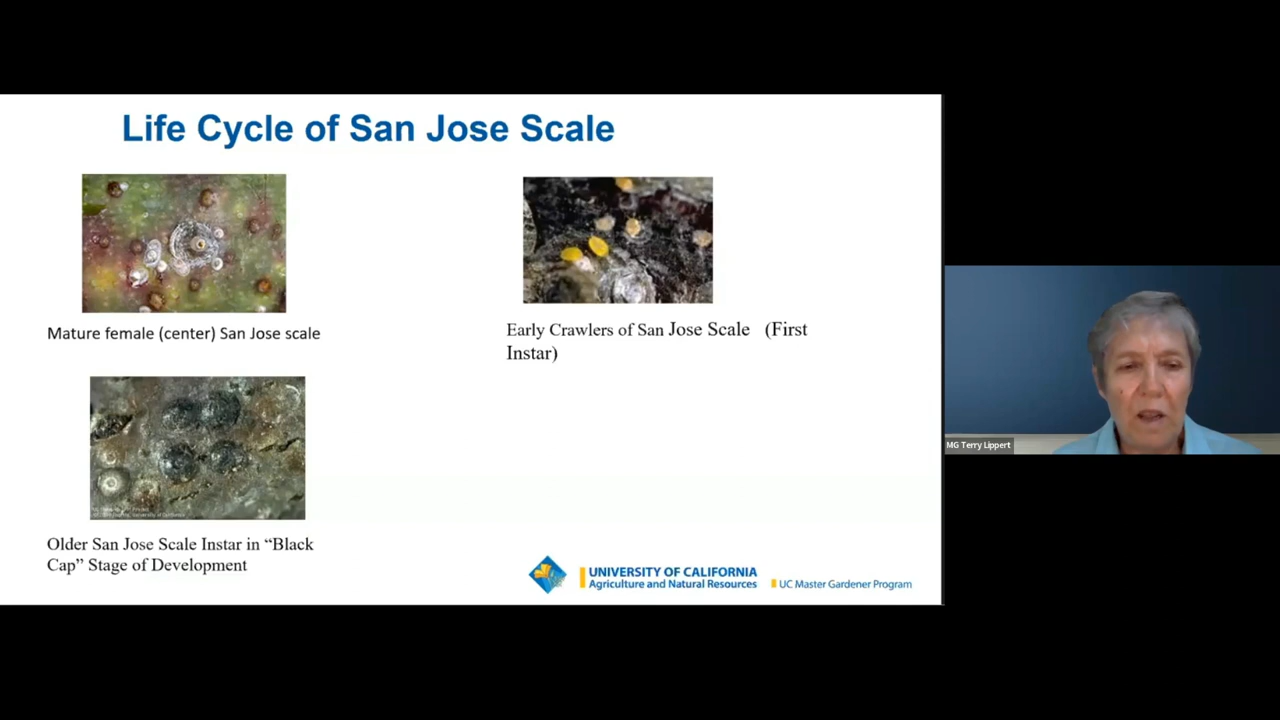 Life Cycle of San Jose Scale
Mature female (center) San Jose scale
Early Crawlers of San Jose Scale (First
Instar)
Older San Jose Scale Instar in “Black
Cap” Stage of Development
UNIVERSITY OF CALIFORNIA
Agriculture and Natural Resources
UC Master Gardener Program
MG Terry Lippert